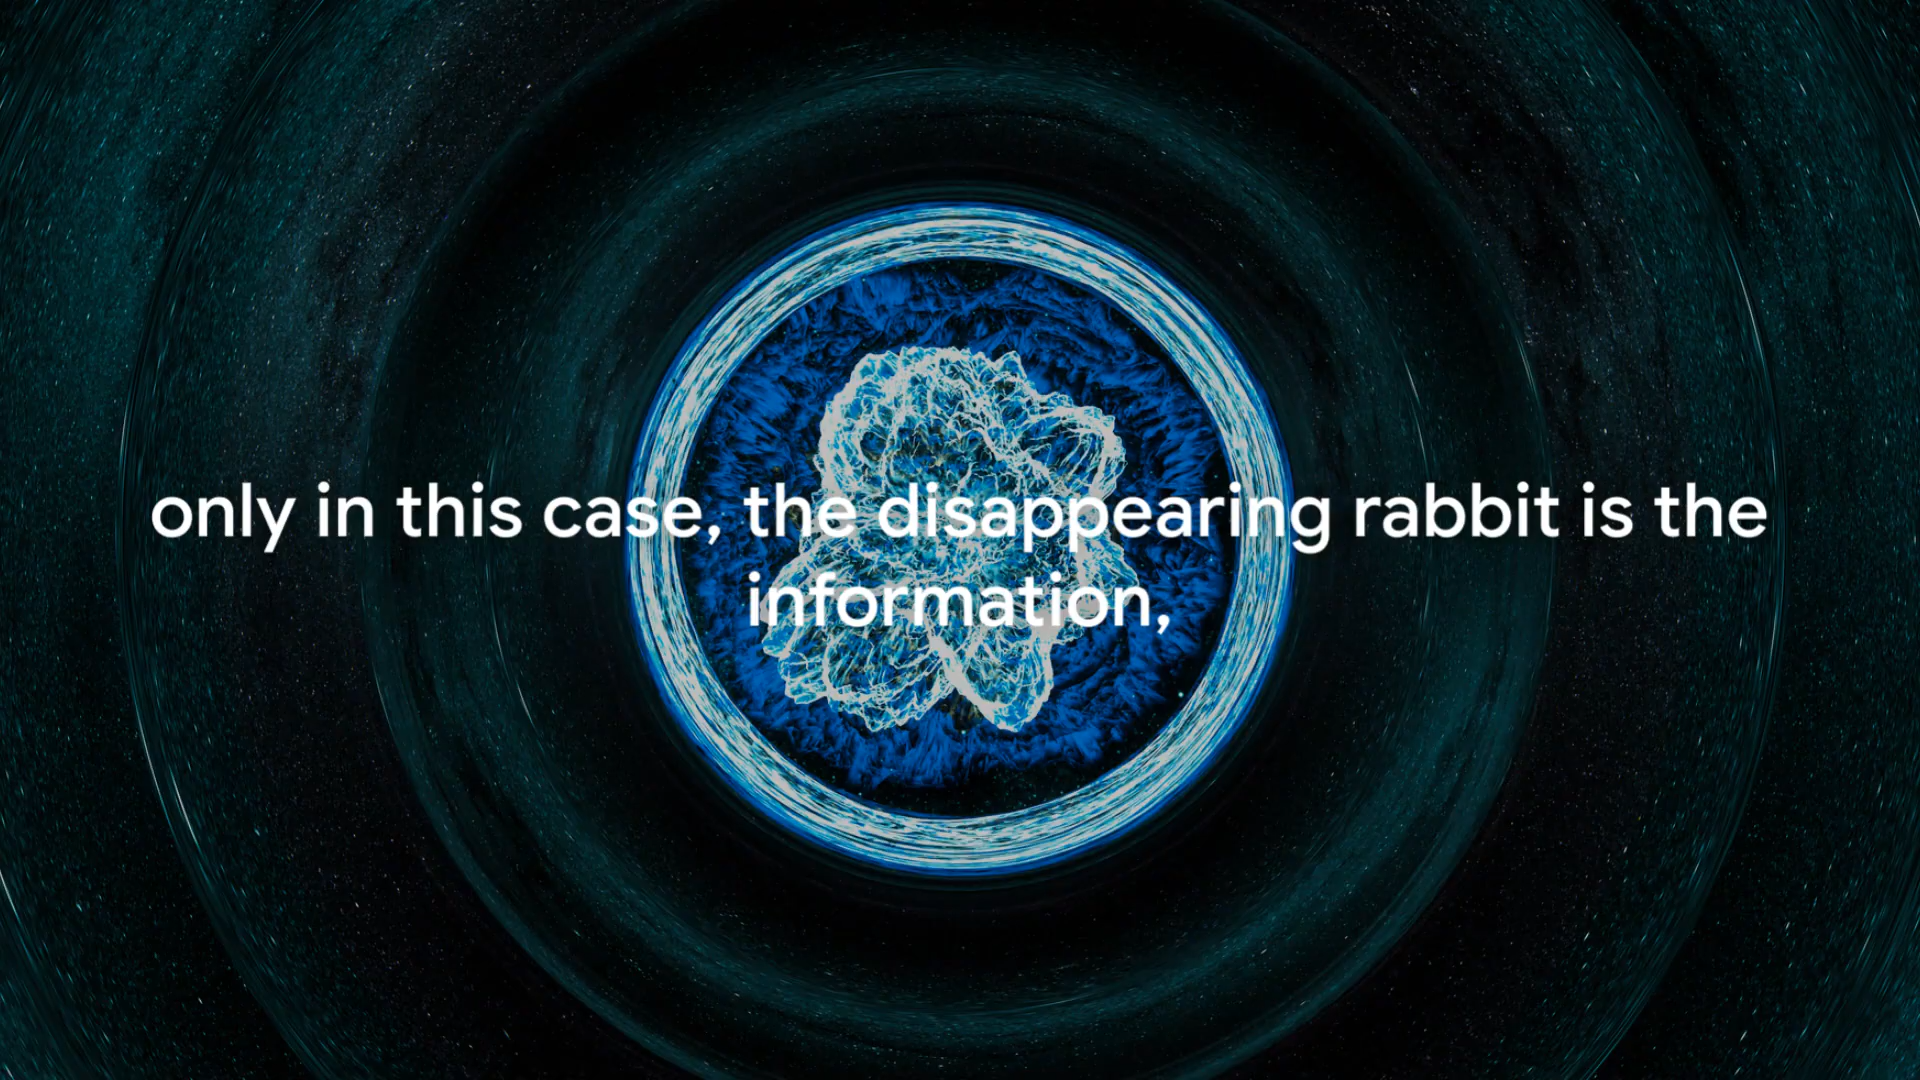 only in this case, the disappearing rabbit is the
information,